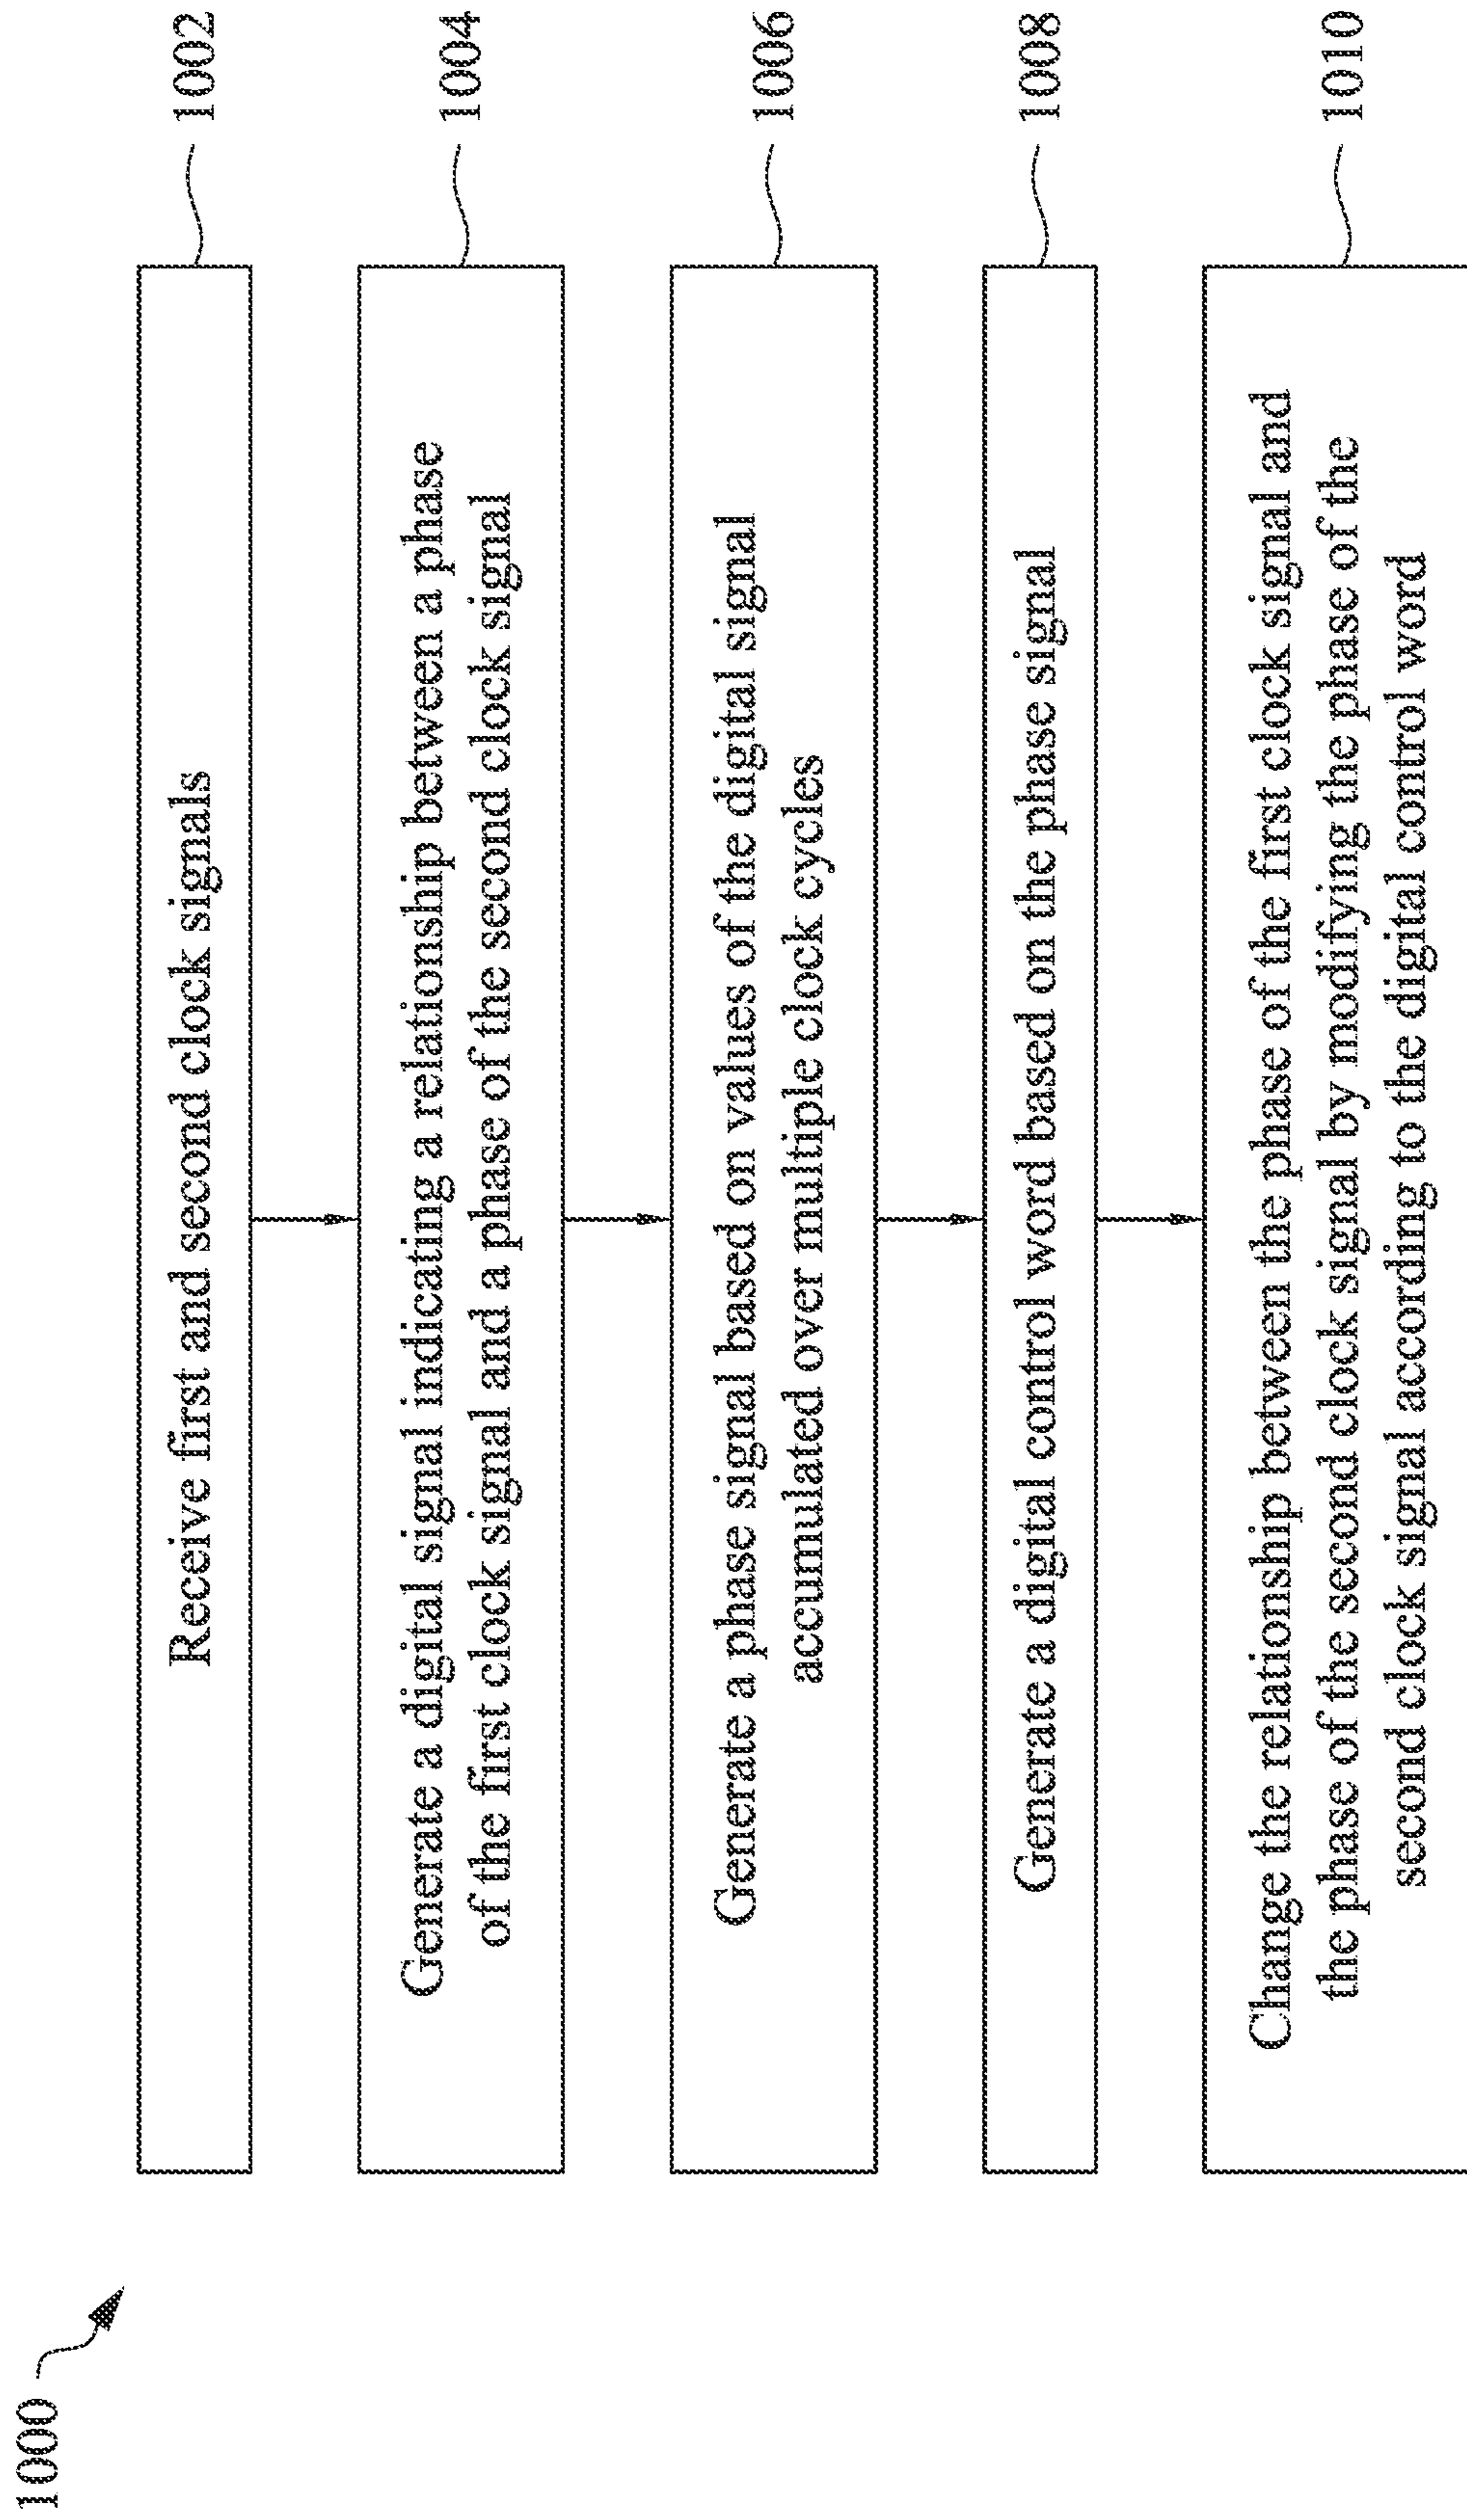 1000
Receive first and second clock signals
1002
Generate a digital signal indicating a relationship between a phase
of the first clock signal and a phase of the second clock signal
1004
Generate a phase signal based on values of the digital signal
accumulated over multiple clock cycles
1006
Generate a digital control word based on the phase signal
1008
Change the relationship between the phase of the first clock signal and
the phase of the second clock signal by modifying the phase of the
second clock signal according to the digital control word
1010